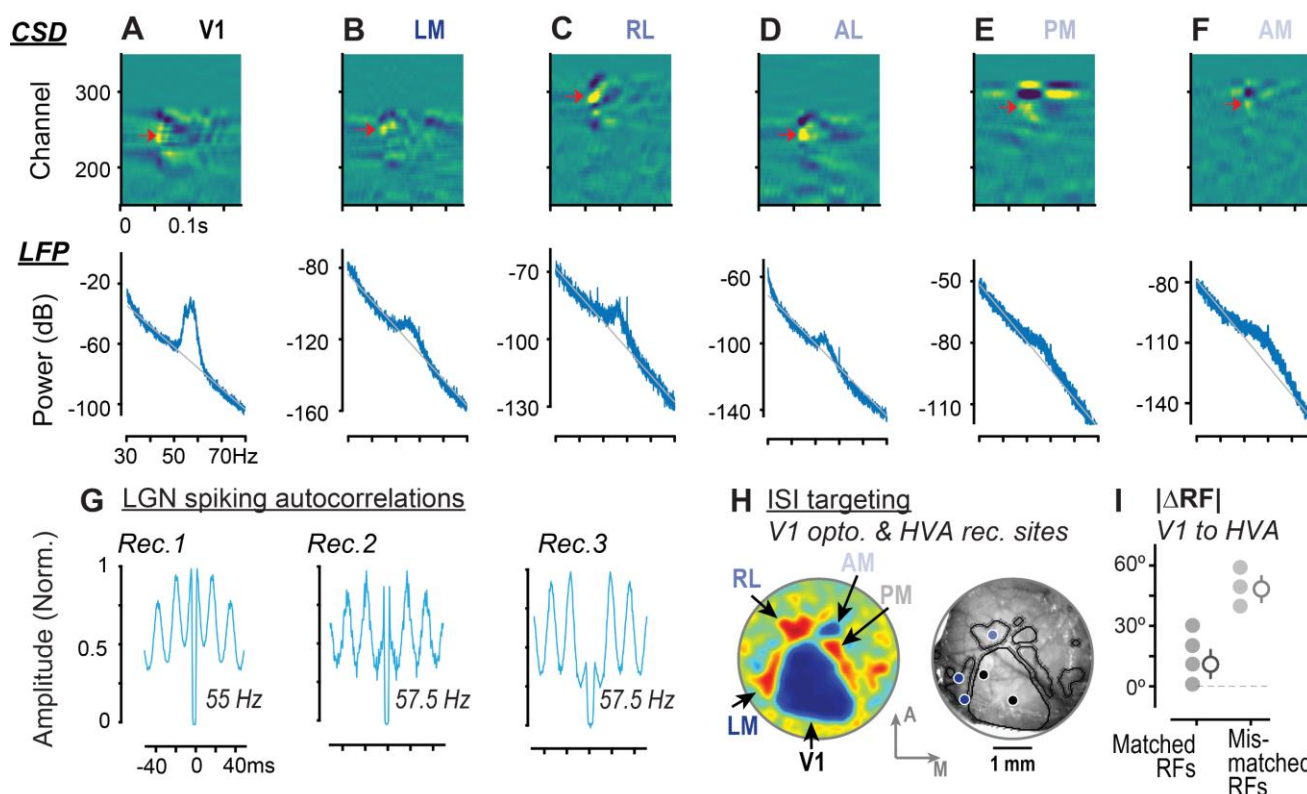 CSD A V1 B LM C RL D AL E PM F AM
Channel
300
200
0 0.1s
LFP
Power (dB)
-20 -80 -70 -60 -50 -80
-60 -120 -100 -100 -80 -110
-100 -160 -130 -140 -110 -140
30 50 70Hz
G LGN spiking autocorrelations
Rec.1 Rec.2 Rec.3
Amplitude (Norm.)
1
0.5
0
55 Hz 57.5 Hz 57.5 Hz
-40 0 40ms
H ISI targeting
V1 opto. & HVA rec. sites
RL AM
PM
LM
V1
A
M
1 mm
I |ΔRF|
V1 to HVA
60º
30º
0º
Matched
RFs
Mis-
matched
RFs